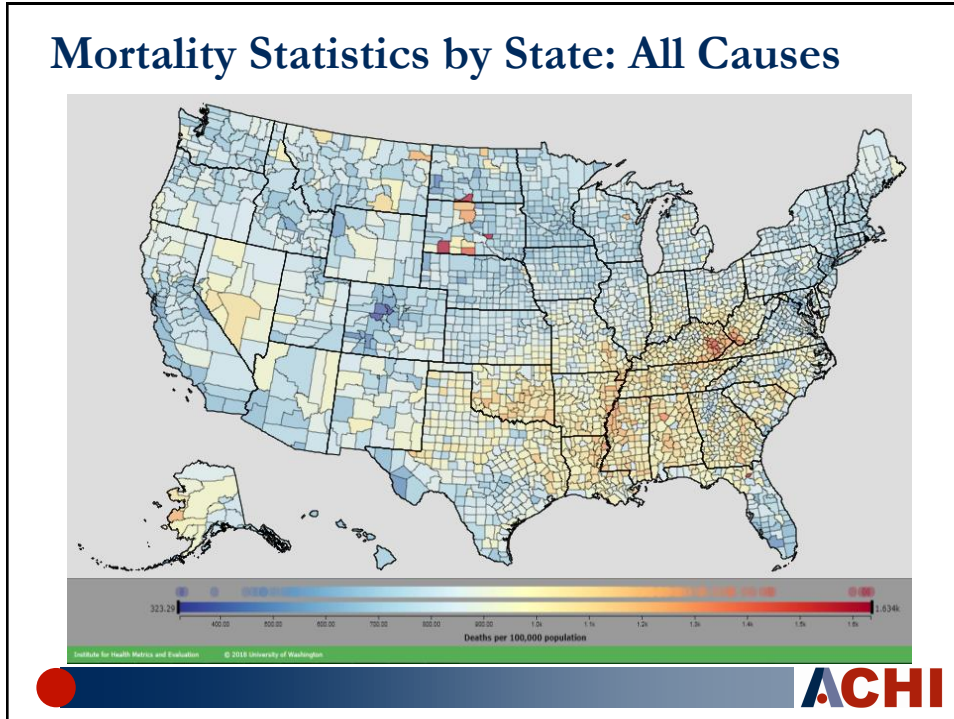 Mortality Statistics by State: All Causes
323.29
1.634k
400.00 500.00 600.00 700.00 800.00 900.00 1.0k 1.1k 1.2k 1.3k 1.4k 1.5k 1.6k
Deaths per 100,000 population
Institute for Health Metrics and Evaluation © 2018 University of Washington
ACHI